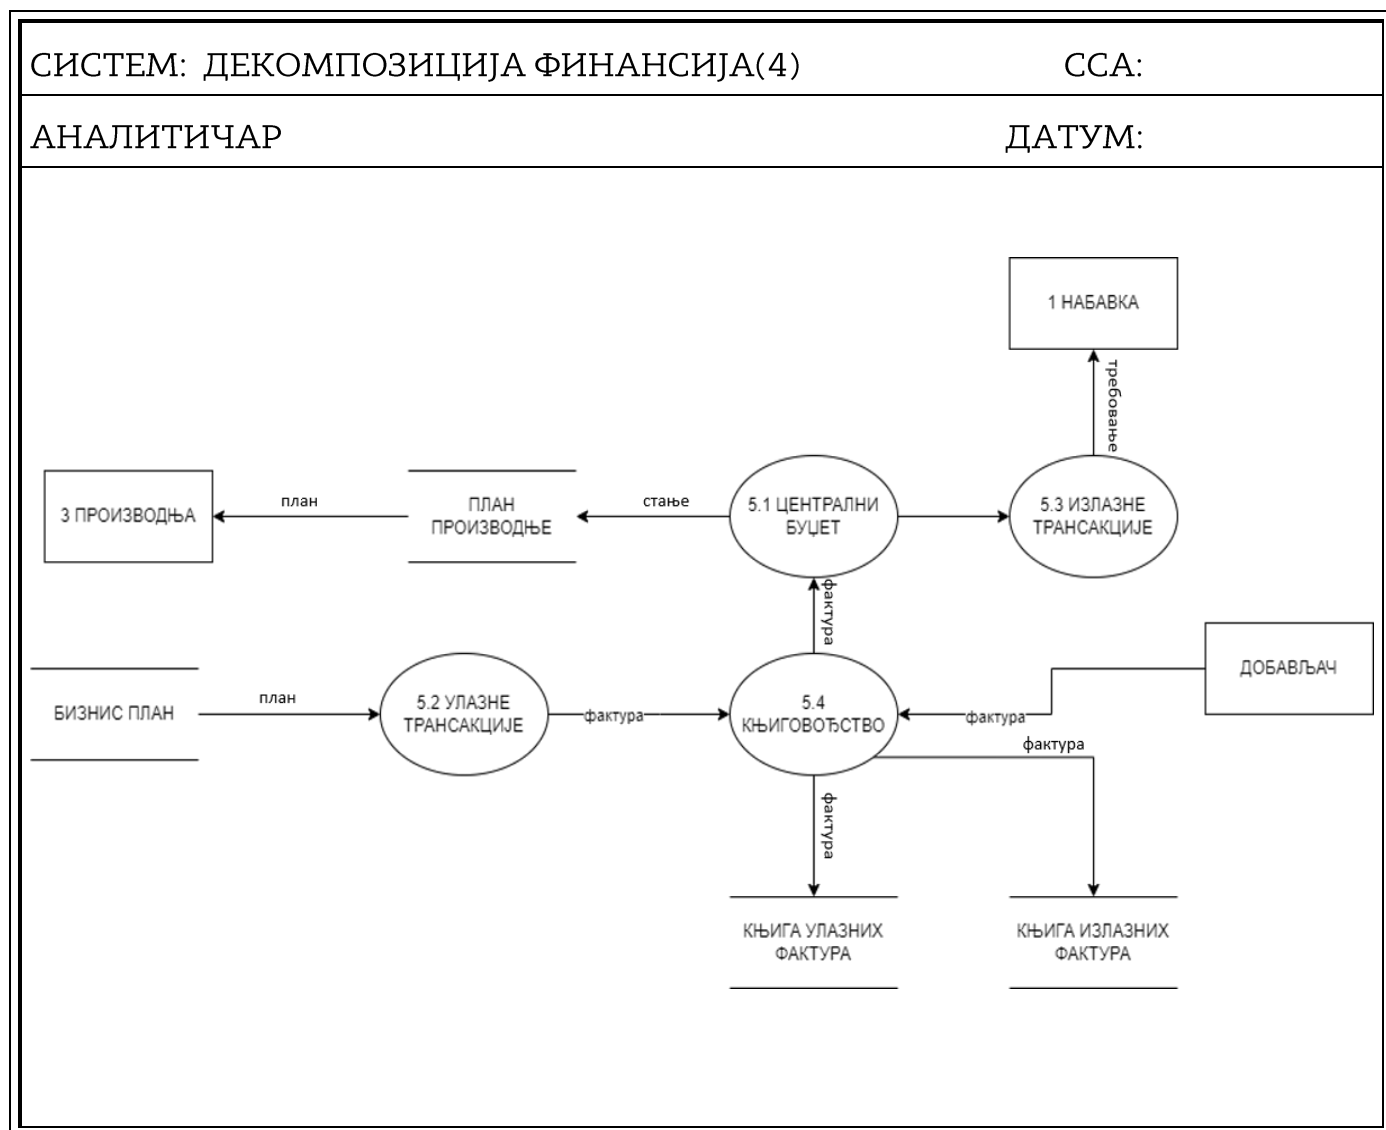 СИСТЕМ: ДЕКОМПОЗИЦИЈА ФИНАНСИЈА(4) ССА:
АНАЛИТИЧАР ДАТУМ:
1 НАБАВКА
требовање
3 ПРОИЗВОДЊА
план
ПЛАН
ПРОИЗВОДЊЕ
стање
5.1 ЦЕНТРАЛНИ
БУЏЕТ
5.3 ИЗЛАЗНЕ
ТРАНСАКЦИЈЕ
фактура
БИЗНИС ПЛАН
план
5.2 УЛАЗНЕ
ТРАНСАКЦИЈЕ
фактура
5.4
КЊИГОВОЂСТВО
фактура
ДОБАВЉАЧ
фактура
фактура
КЊИГА УЛАЗНИХ
ФАКТУРА
КЊИГА ИЗЛАЗНИХ
ФАКТУРА